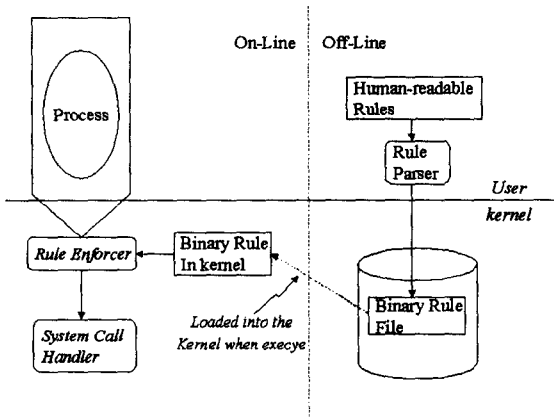 On-Line
Off-Line
Process
Human-readable
Rules
Rule
Parser
User
kernel
Rule Enforcer
Binary Rule
In kernel
Binary Rule
File
Loaded into the
Kernel when execye
System Call
Handler